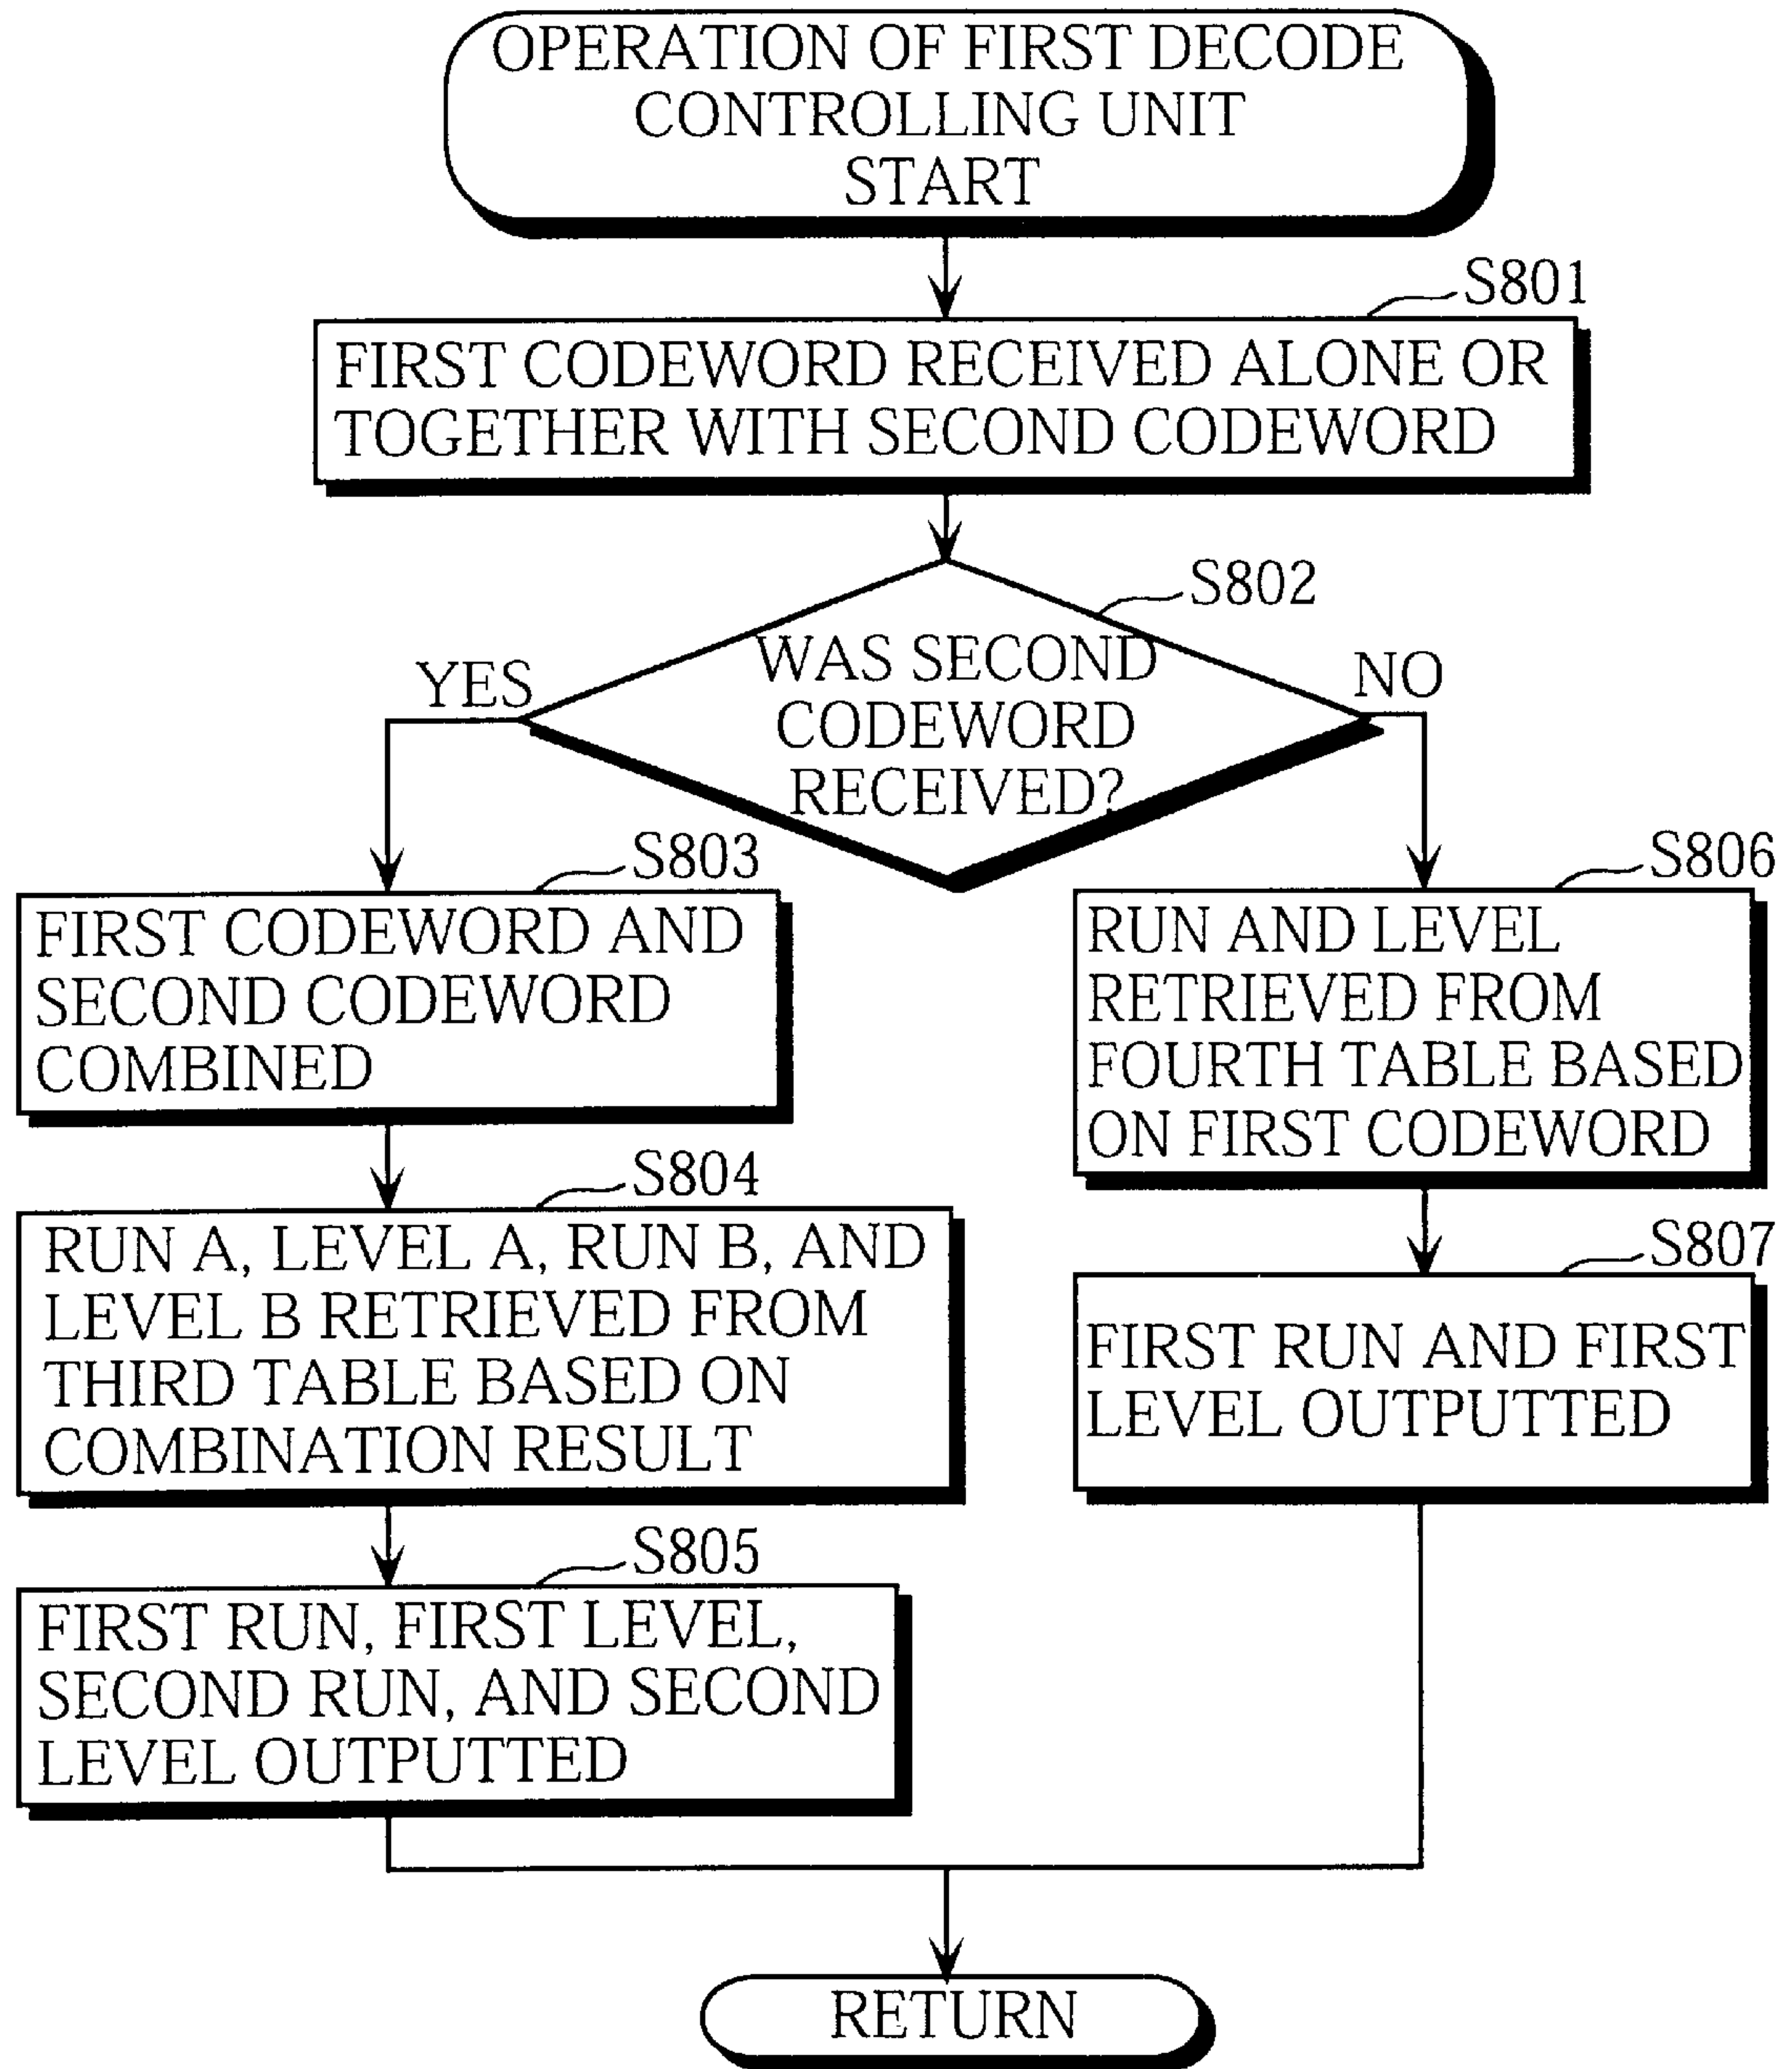 OPERATION OF FIRST DECODE
CONTROLLING UNIT
START
S801
FIRST CODEWORD RECEIVED ALONE OR
TOGETHER WITH SECOND CODEWORD
S802
WAS SECOND
CODEWORD
RECEIVED?
YES
NO
S803
FIRST CODEWORD AND
SECOND CODEWORD
COMBINED
S804
RUN A, LEVEL A, RUN B, AND
LEVEL B RETRIEVED FROM
THIRD TABLE BASED ON
COMBINATION RESULT
S805
FIRST RUN, FIRST LEVEL,
SECOND RUN, AND SECOND
LEVEL OUTPUTTED
S806
RUN AND LEVEL
RETRIEVED FROM
FOURTH TABLE BASED
ON FIRST CODEWORD
S807
FIRST RUN AND FIRST
LEVEL OUTPUTTED
RETURN